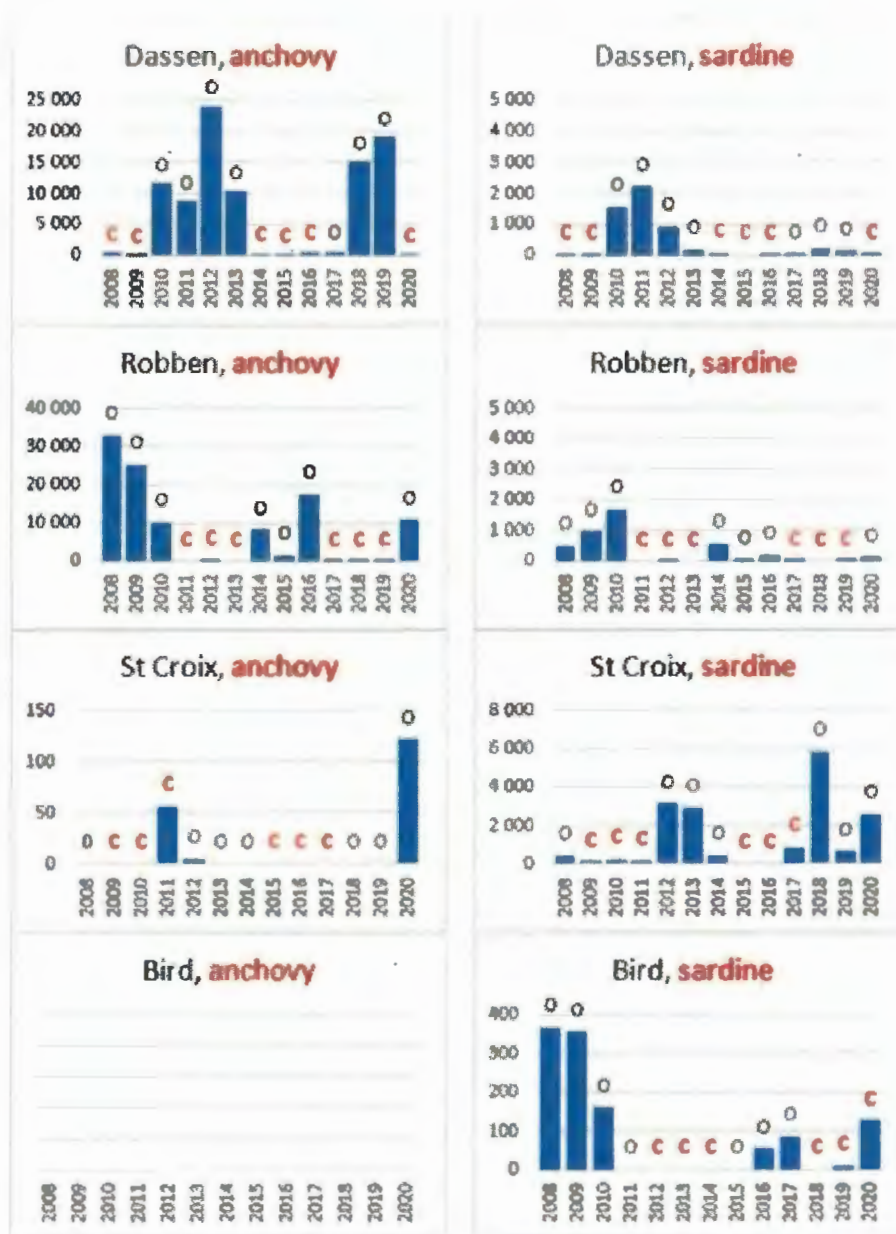 Dassen, anchovy
25 000
20 000
15 000
10 000
5 000
0
C C O O O O C C C O O O C
2008 2009 2010 2011 2012 2013 2014 2015 2016 2017 2018 2019 2020
Dassen, sardine
5 000
4 000
3 000
2 000
1 000
0
C C O O O O C C C O O O C
2008 2009 2010 2011 2012 2013 2014 2015 2016 2017 2018 2019 2020
Robben, anchovy
40 000
30 000
20 000
10 000
0
O O O C C C O O O C C C O
2008 2009 2010 2011 2012 2013 2014 2015 2016 2017 2018 2019 2020
Robben, sardine
5 000
4 000
3 000
2 000
1 000
0
O O O C C C O O O C C C O
2008 2009 2010 2011 2012 2013 2014 2015 2016 2017 2018 2019 2020
St Croix, anchovy
150
100
50
0
O C C C O O O C C C O O O
2008 2009 2010 2011 2012 2013 2014 2015 2016 2017 2018 2019 2020
St Croix, sardine
8 000
6 000
4 000
2 000
0
O C C C O O O C C C O O O
2008 2009 2010 2011 2012 2013 2014 2015 2016 2017 2018 2019 2020
Bird, anchovy
2008 2009 2010 2011 2012 2013 2014 2015 2016 2017 2018 2019 2020
Bird, sardine
400
300
200
100
0
O O O O C C C O O O C C C
2008 2009 2010 2011 2012 2013 2014 2015 2016 2017 2018 2019 2020